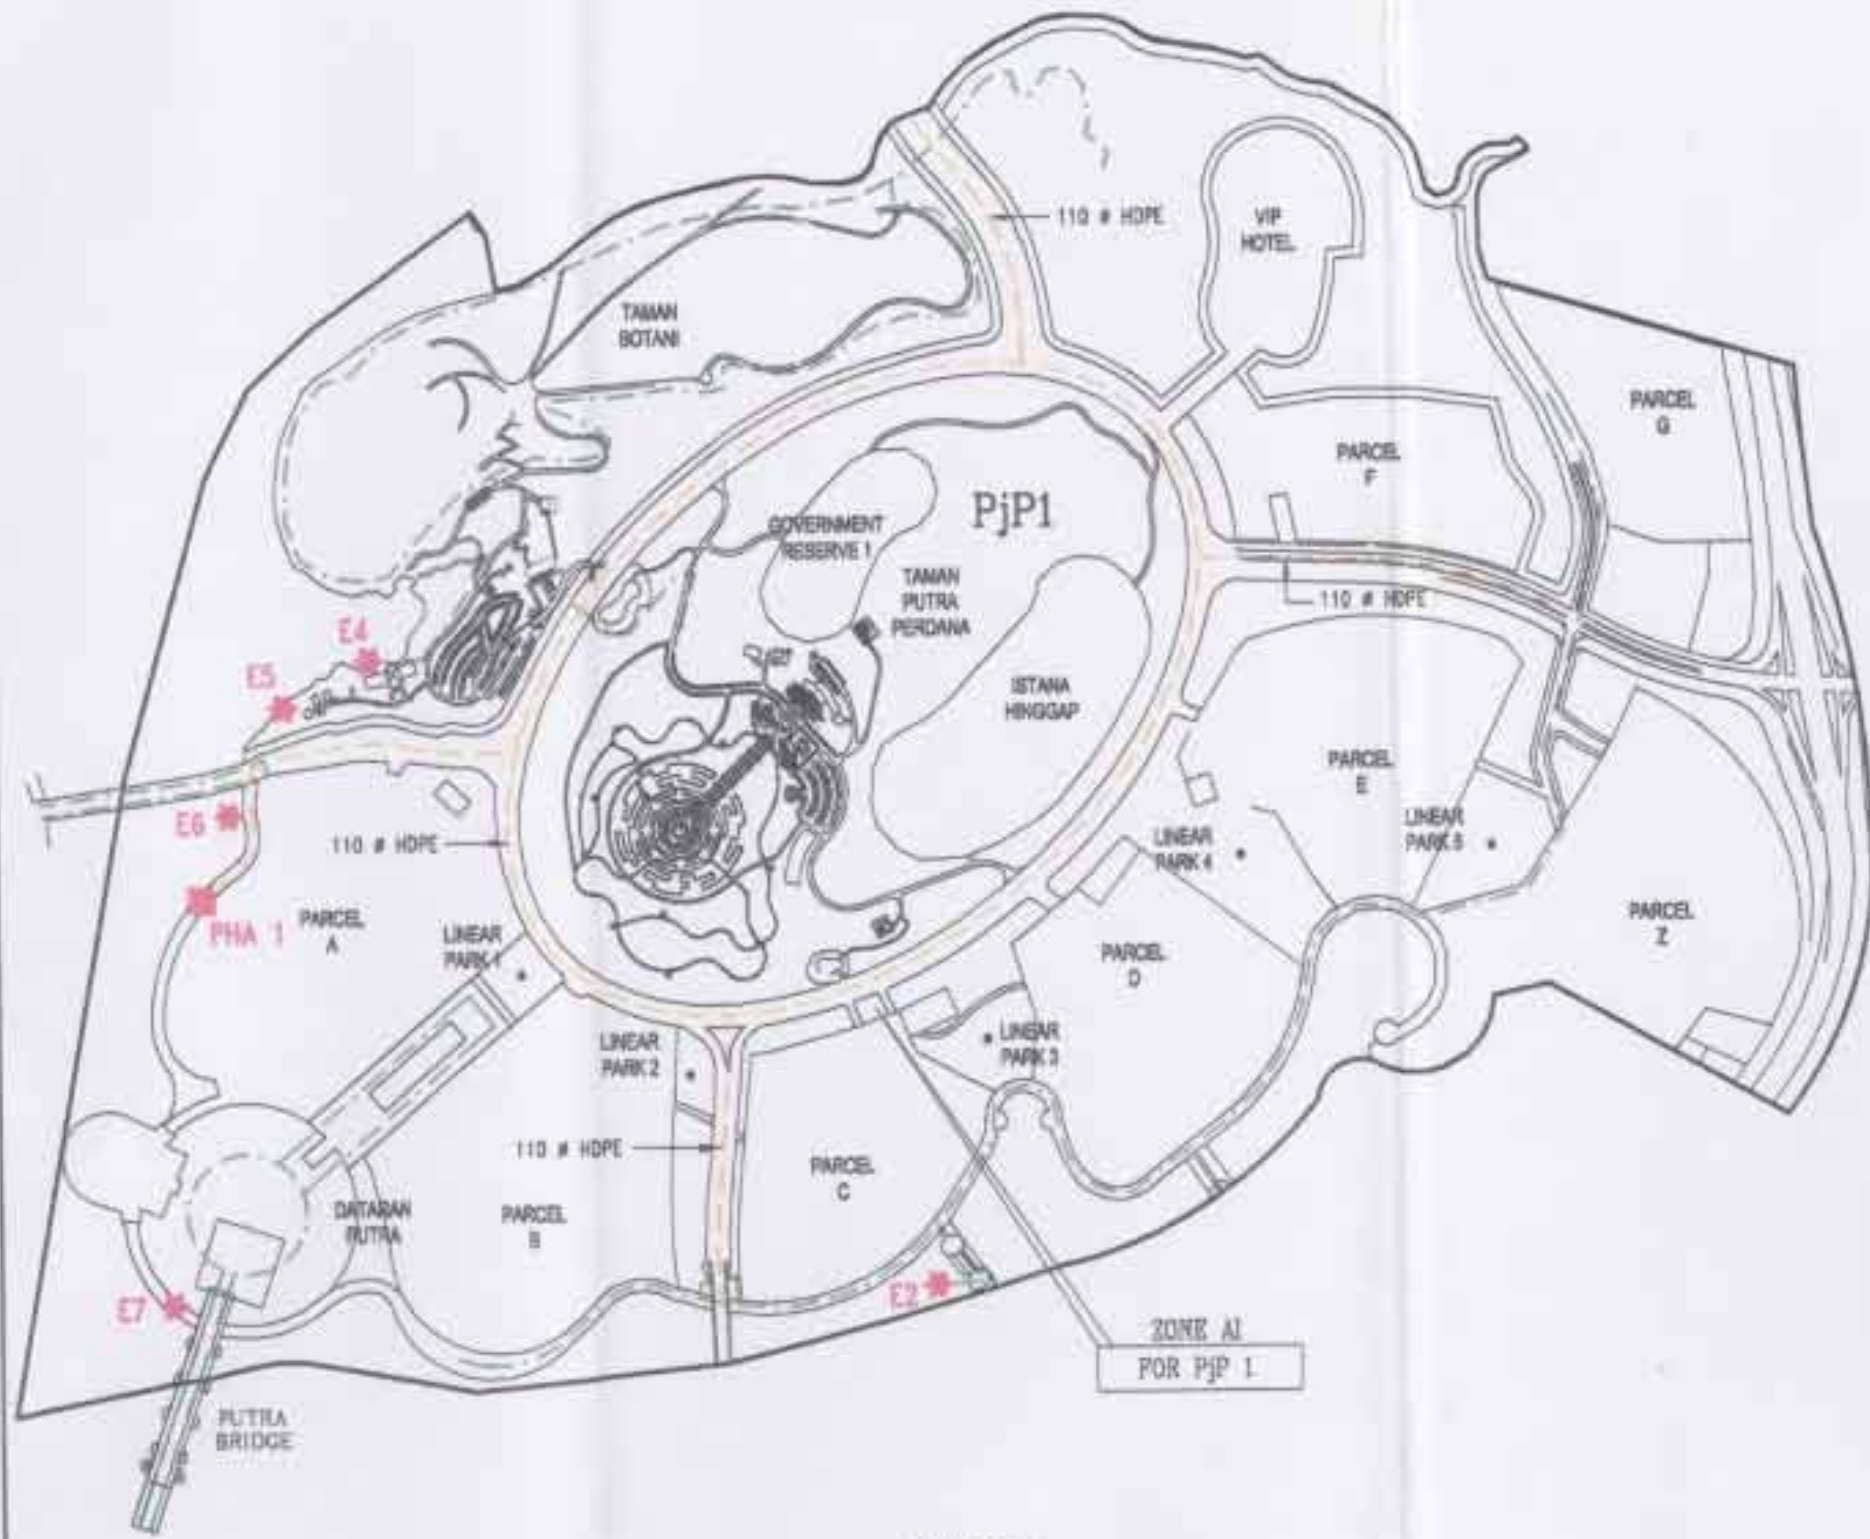 110 ø HDPE
VIP
HOTEL
TAMAN
BOTANI
PARCEL
G
PARCEL
F
PjP1
GOVERNMENT
RESERVE 1
TAMAN
PUTRA
PERDANA
110 ø HDPE
E4
E5
ISTANA
HINGGAP
PARCEL
E
E6
110 ø HDPE
LINEAR
PARK 4
LINEAR
PARK 5
PHA 1
PARCEL
A
LINEAR
PARK 1
PARCEL
D
PARCEL
Z
LINEAR
PARK 2
LINEAR
PARK 3
110 ø HDPE
PARCEL
C
DATARAN
PUTRA
PARCEL
B
E7
E2
ZONE A1
FOR PjP 1
PUTRA
BRIDGE